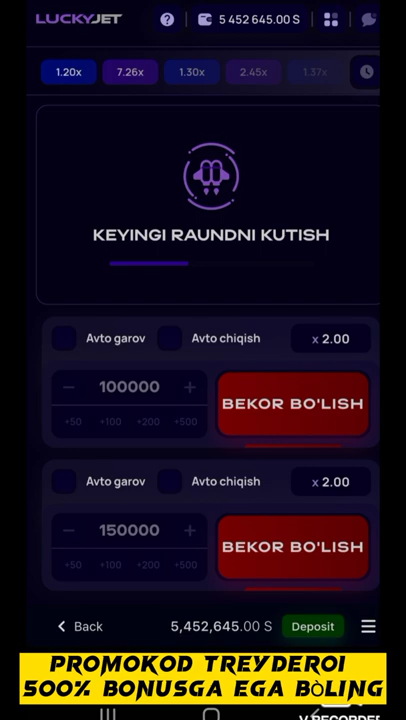 LUCKYJET
? 5 452 645.00 S
1.20x 7.26x 1.30x 2.45x 1.37x
KEYINGI RAUNDNI KUTISH
Avto garov Avto chiqish x 2.00
− 100000 +
BEKOR BO'LISH
+50 +100 +200 +500
Avto garov Avto chiqish x 2.00
− 150000 +
BEKOR BO'LISH
+50 +100 +200 +500
Back 5,452,645.00 S Deposit
PROMOKOD TREYDEROI
500% BONUSGA EGA BÒLING
V RECORDER